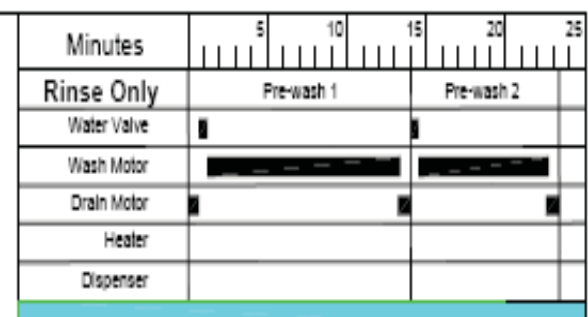 Minutes 5 10 15 20 25
Rinse Only Pre-wash 1 Pre-wash 2
Water Valve
Wash Motor
Drain Motor
Heater
Dispenser